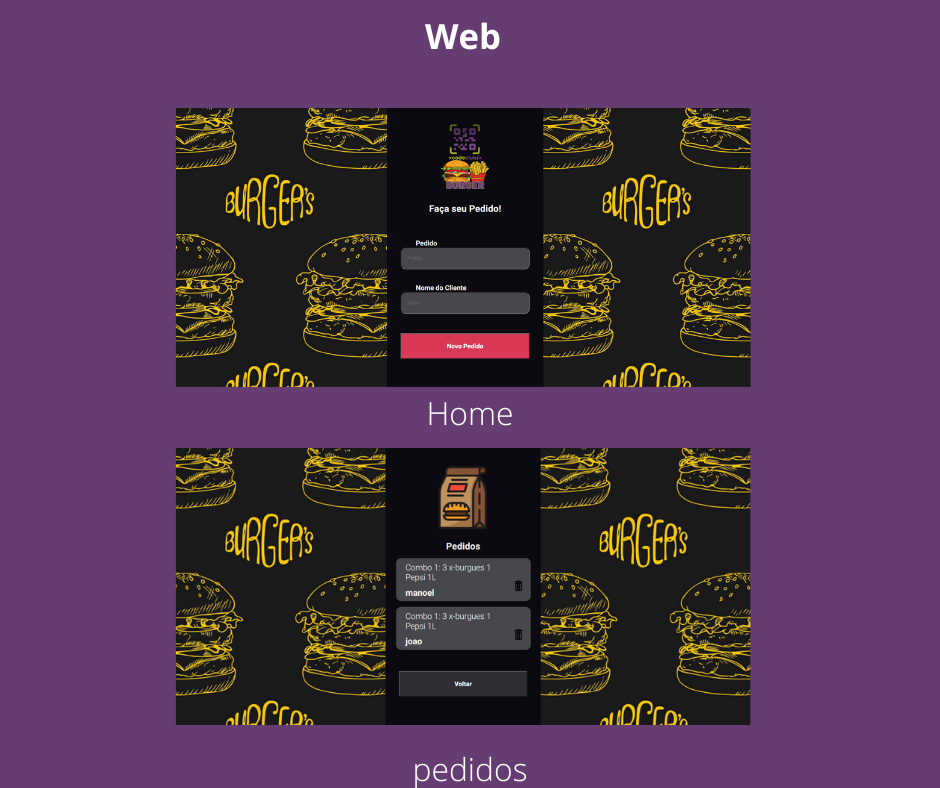 Web
BURGER'S
BURGER'S
<codeclub/>
BURGER
Faça seu Pedido!
Pedido
Pedido
Nome do Cliente
Nome
Novo Pedido
BURGER'S
BURGER'S
Home
BURGER'S
BURGER'S
Pedidos
Combo 1: 3 x-burgues 1
Pepsi 1L
manoel
Combo 1: 3 x-burgues 1
Pepsi 1L
joao
Voltar
BURGER'S
BURGER'S
pedidos